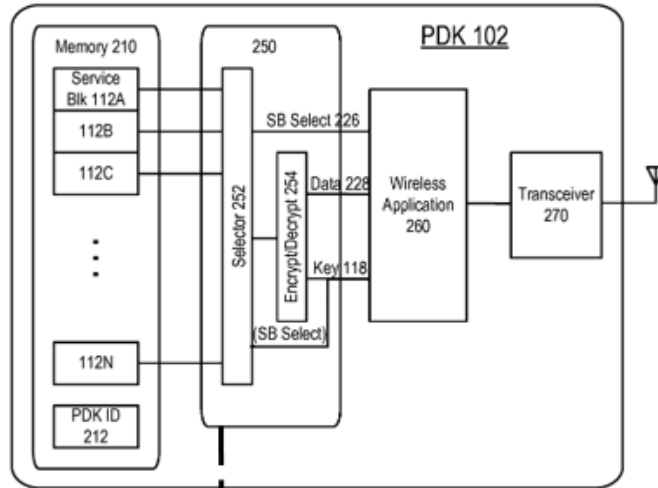 PDK 102
Memory 210
250
Service
Blk 112A
112B
112C
112N
PDK ID
212
Selector 252
Encrypt/Decrypt 254
SB Select 226
Data 228
Key 118
(SB Select)
Wireless
Application
260
Transceiver
270